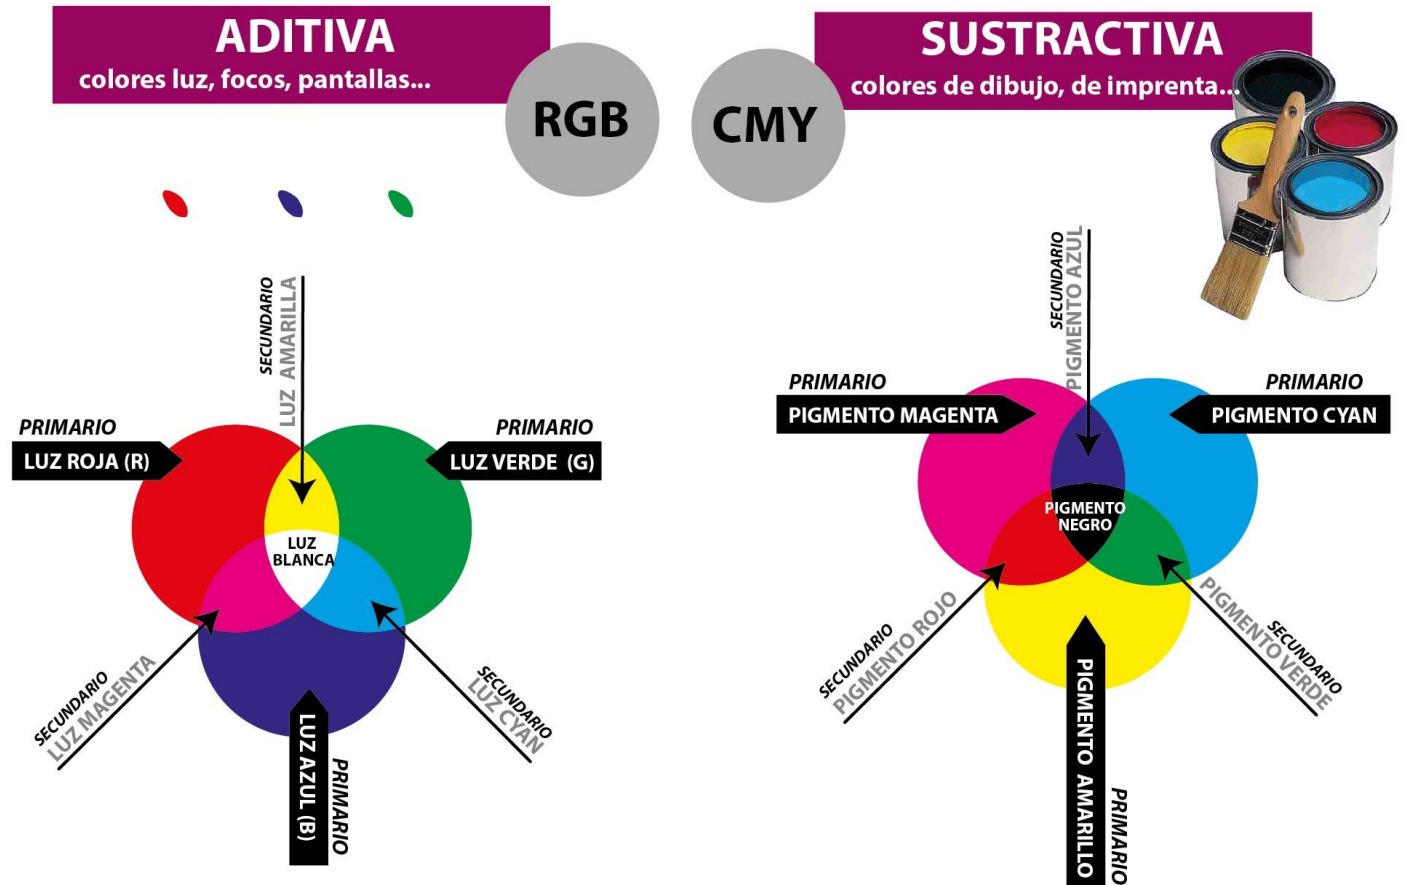 ADITIVA
colores luz, focos, pantallas...
RGB
SECUNDARIO
LUZ AMARILLA
PRIMARIO
LUZ ROJA (R)
PRIMARIO
LUZ VERDE (G)
LUZ
BLANCA
SECUNDARIO
LUZ MAGENTA
SECUNDARIO
LUZ CYAN
LUZ AZUL (B)
PRIMARIO
SUSTRACTIVA
colores de dibujo, de imprenta...
CMY
SECUNDARIO
PIGMENTO AZUL
PRIMARIO
PIGMENTO MAGENTA
PRIMARIO
PIGMENTO CYAN
PIGMENTO
NEGRO
SECUNDARIO
PIGMENTO ROJO
SECUNDARIO
PIGMENTO VERDE
PIGMENTO AMARILLO
PRIMARIO